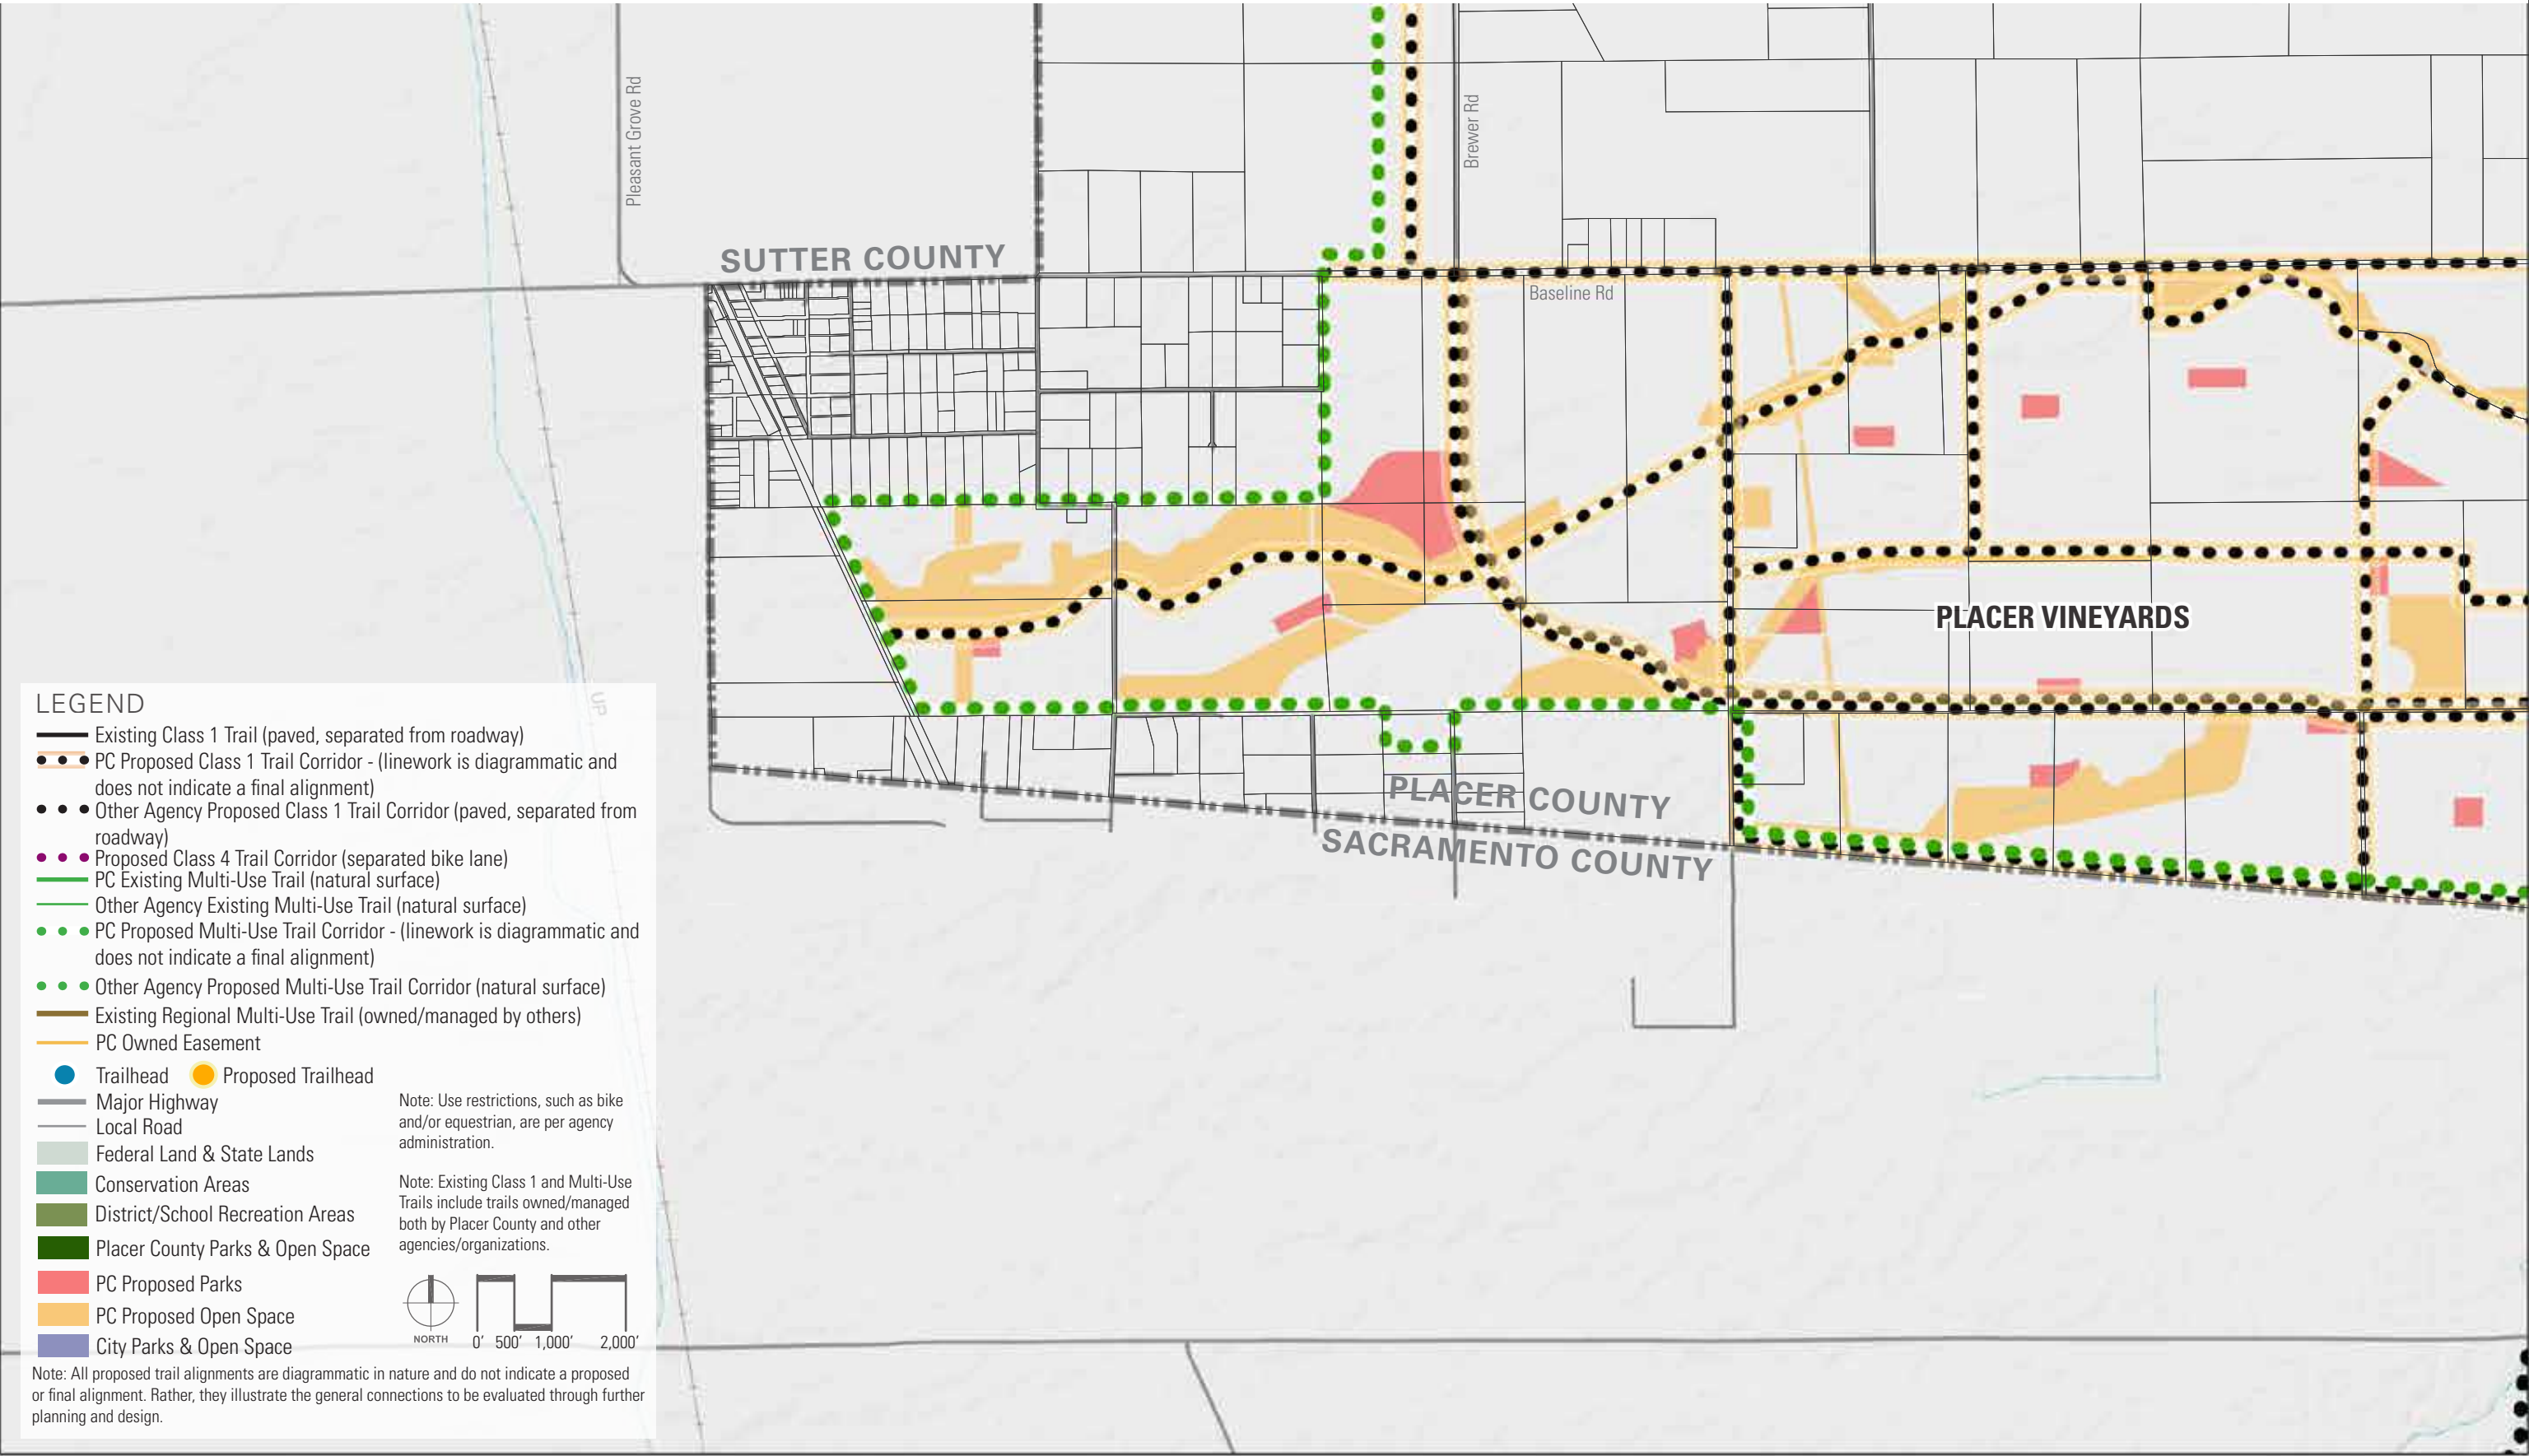 Pleasant Grove Rd
Brewer Rd
SUTTER COUNTY
Baseline Rd
PLACER VINEYARDS
UP
PLACER COUNTY
SACRAMENTO COUNTY
LEGEND
Existing Class 1 Trail (paved, separated from roadway)
PC Proposed Class 1 Trail Corridor - (linework is diagrammatic and
does not indicate a final alignment)
Other Agency Proposed Class 1 Trail Corridor (paved, separated from
roadway)
Proposed Class 4 Trail Corridor (separated bike lane)
PC Existing Multi-Use Trail (natural surface)
Other Agency Existing Multi-Use Trail (natural surface)
PC Proposed Multi-Use Trail Corridor - (linework is diagrammatic and
does not indicate a final alignment)
Other Agency Proposed Multi-Use Trail Corridor (natural surface)
Existing Regional Multi-Use Trail (owned/managed by others)
PC Owned Easement
Trailhead Proposed Trailhead
Major Highway
Local Road
Federal Land & State Lands
Conservation Areas
District/School Recreation Areas
Placer County Parks & Open Space
PC Proposed Parks
PC Proposed Open Space
City Parks & Open Space
Note: Use restrictions, such as bike
and/or equestrian, are per agency
administration.
Note: Existing Class 1 and Multi-Use
Trails include trails owned/managed
both by Placer County and other
agencies/organizations.
NORTH
0' 500' 1,000' 2,000'
Note: All proposed trail alignments are diagrammatic in nature and do not indicate a proposed
or final alignment. Rather, they illustrate the general connections to be evaluated through further
planning and design.